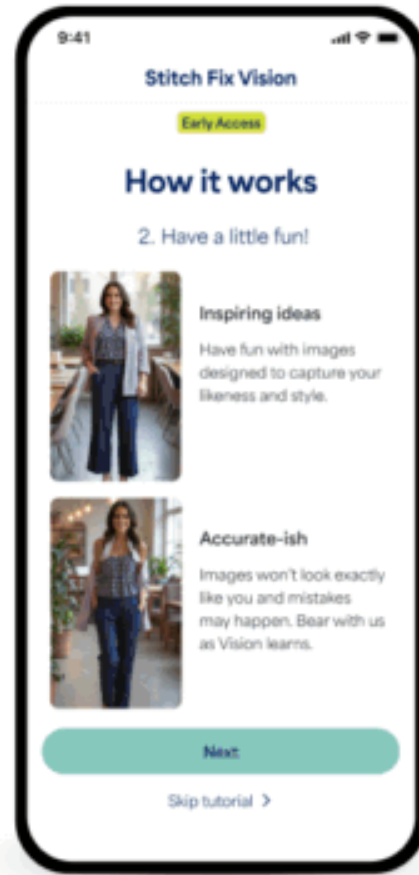 9:41
Stitch Fix Vision
Early Access
How it works
2. Have a little fun!
Inspiring ideas
Have fun with images
designed to capture your
likeness and style.
Accurate-ish
Images won't look exactly
like you and mistakes
may happen. Bear with us
as Vision learns.
Next
Skip tutorial >